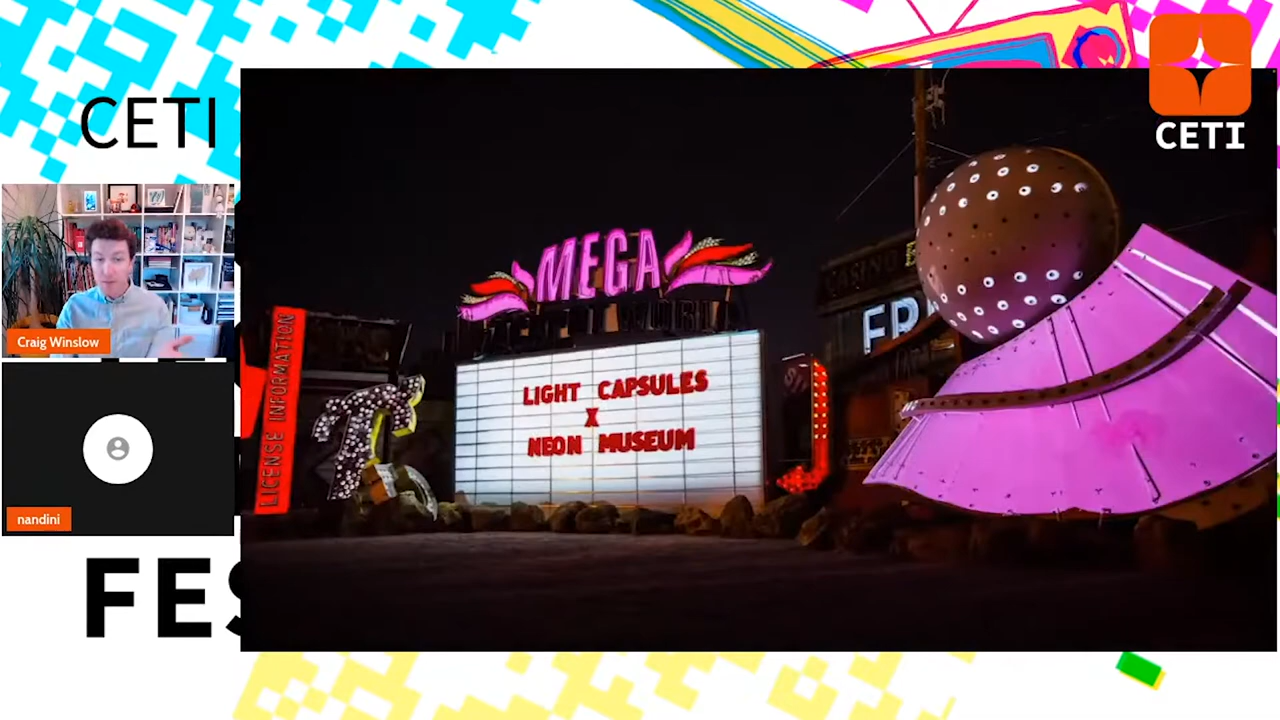 CETI
CETI
Craig Winslow
nandini
FES
MEGA
LIGHT CAPSULES
X
NEON MUSEUM
LICENSE INFORMATION
CASINO
FR